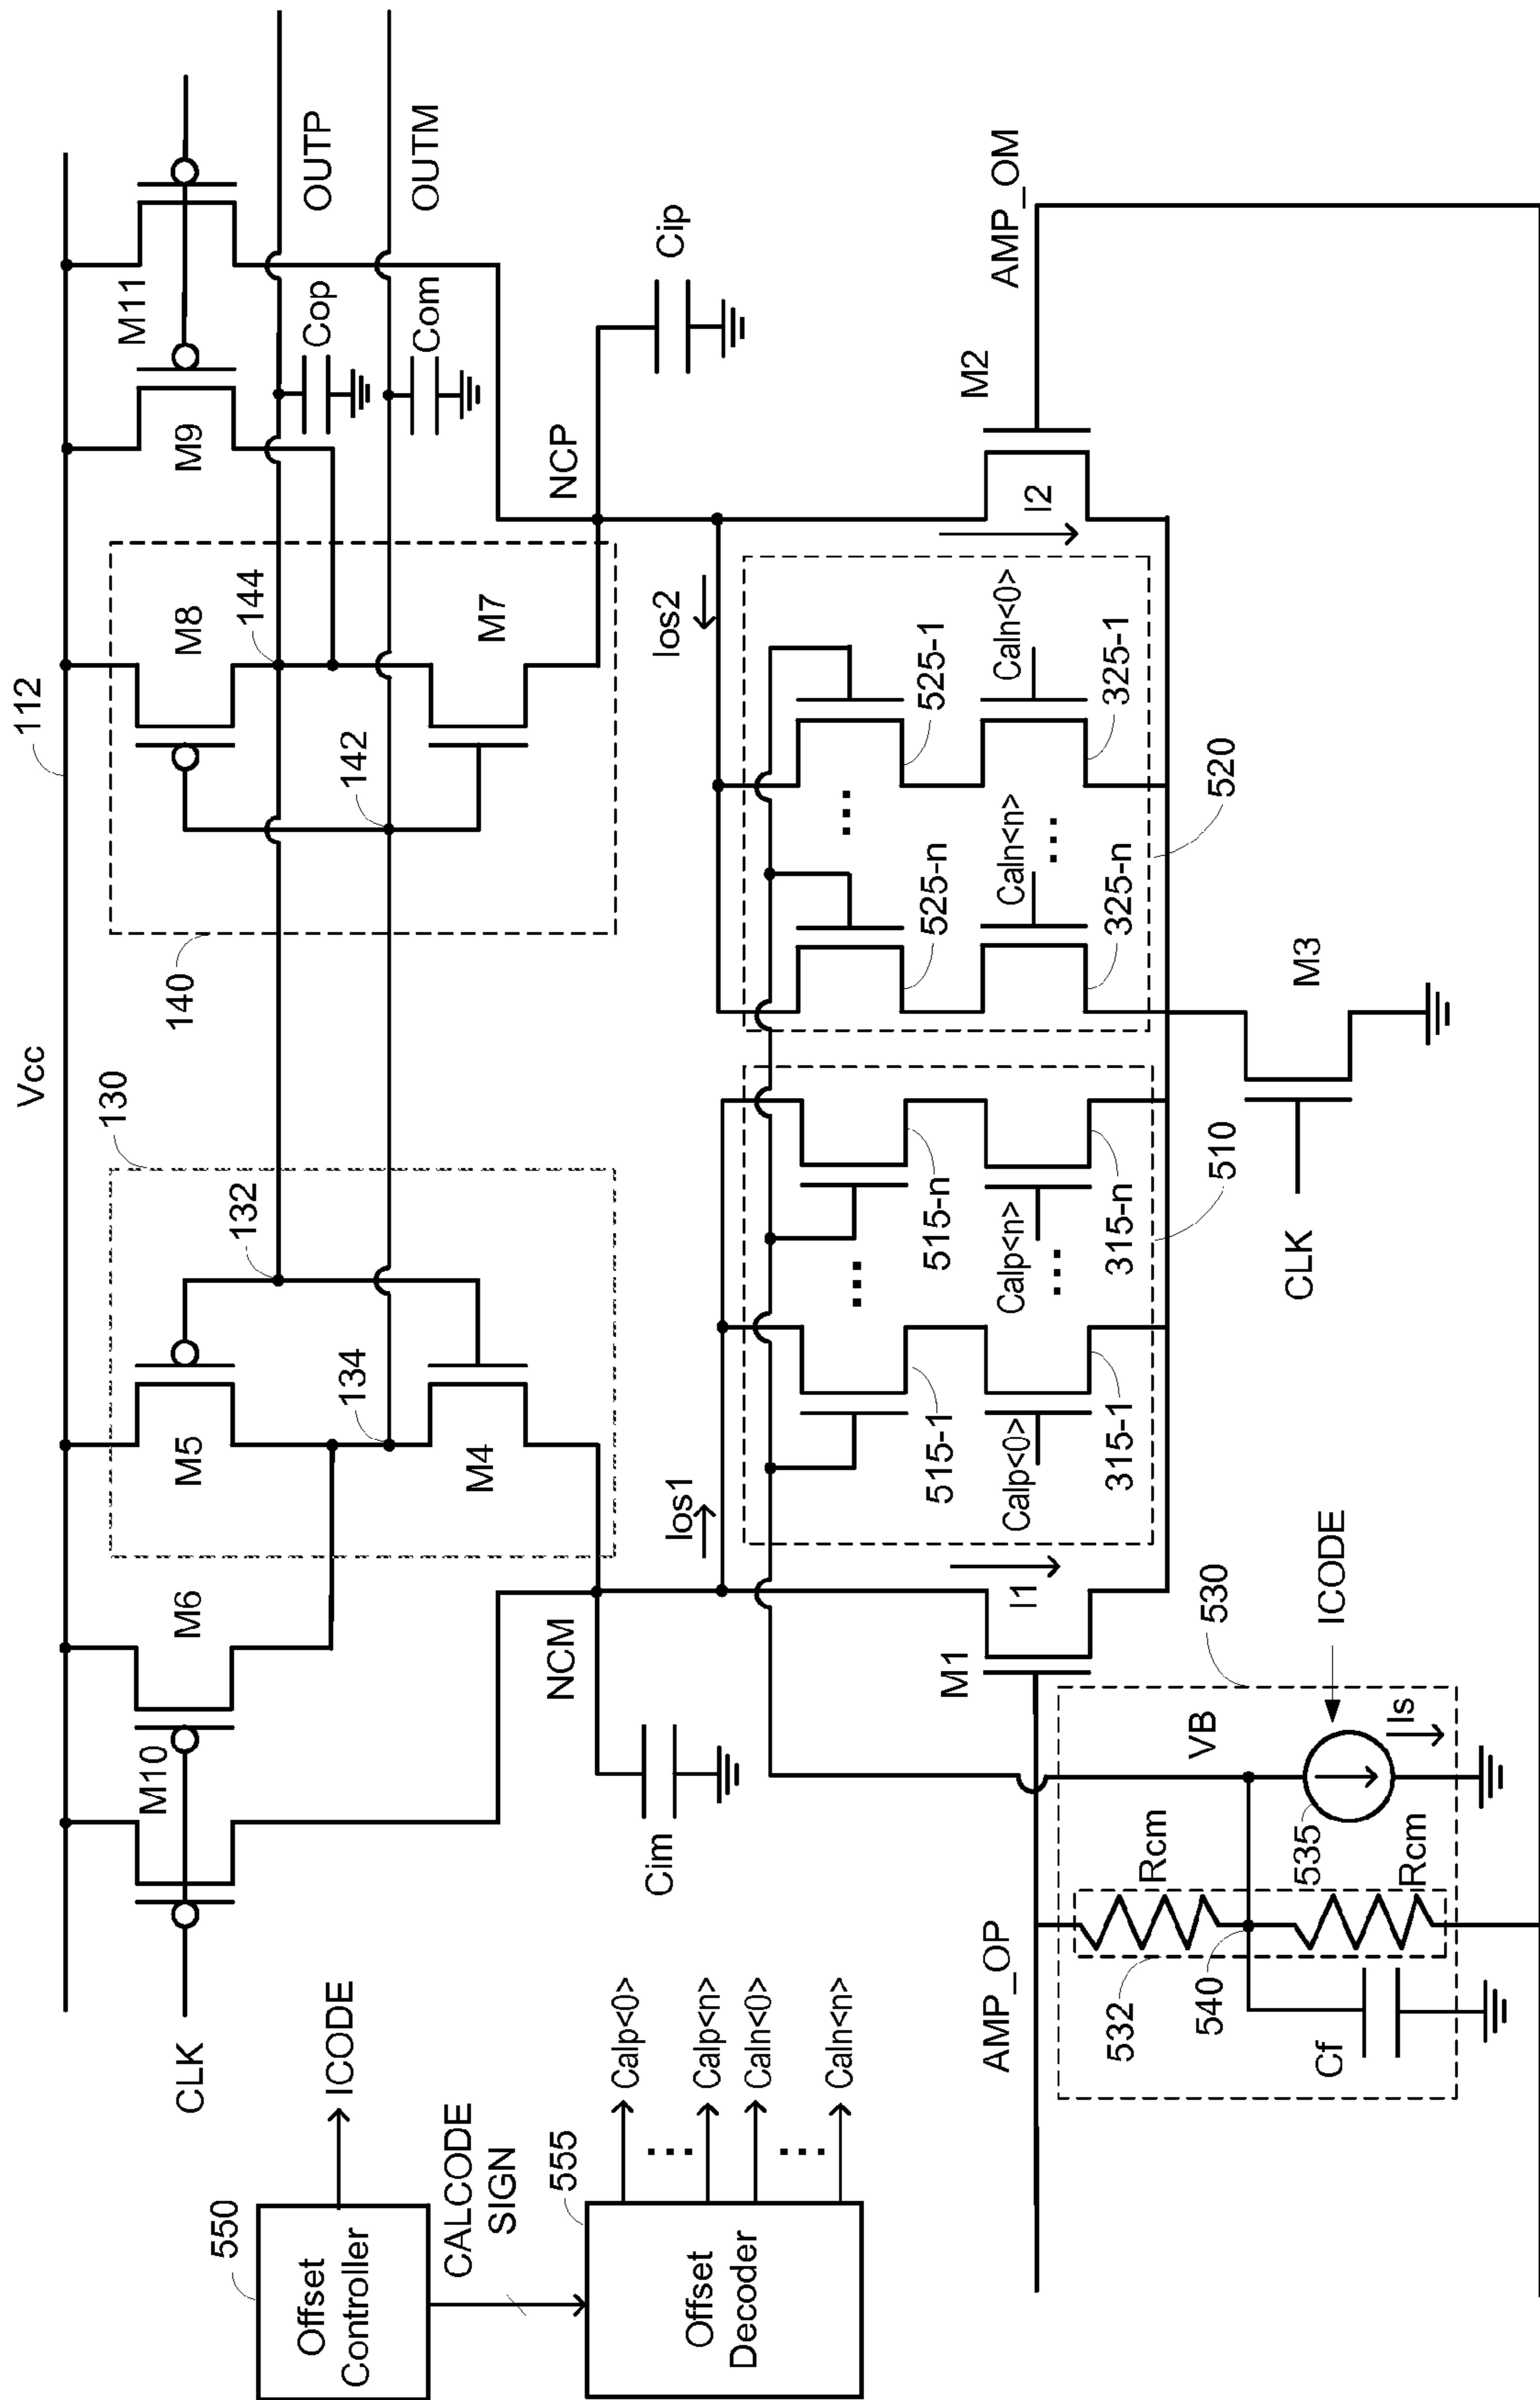 Vcc
112
CLK
M10
M6
M5
M4
130
132
134
NCM
Cim
140
M8
M7
142
144
M9
M11
OUTP
OUTM
Cop
Com
NCP
Cip
550
Offset
Controller
ICODE
CALCODE
SIGN
555
Offset
Decoder
Calp<0>
Calp<n>
Caln<0>
Caln<n>
Ios1
Ios2
I1
I2
M1
M2
AMP_OP
AMP_OM
515-1
515-n
Calp<0>
Calp<n>
315-1
315-n
510
525-n
525-1
Caln<n>
Caln<0>
325-n
325-1
520
CLK
M3
530
VB
ICODE
Is
Rcm
Rcm
532
535
540
Cf